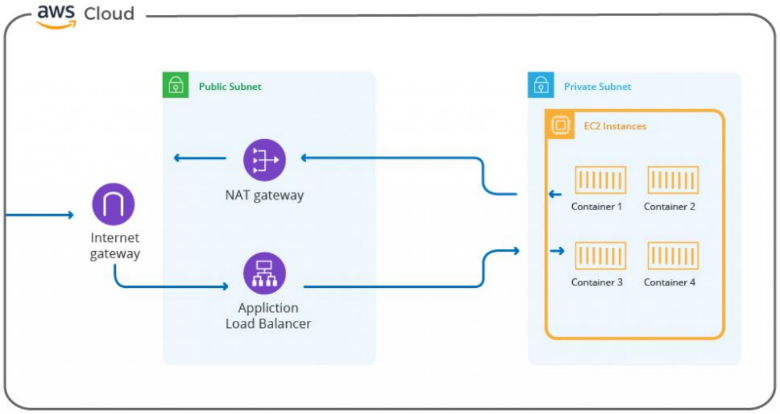 aws Cloud
Public Subnet
Private Subnet
EC2 Instances
NAT gateway
Container 1
Container 2
Internet
gateway
Appliction
Load Balancer
Container 3
Container 4